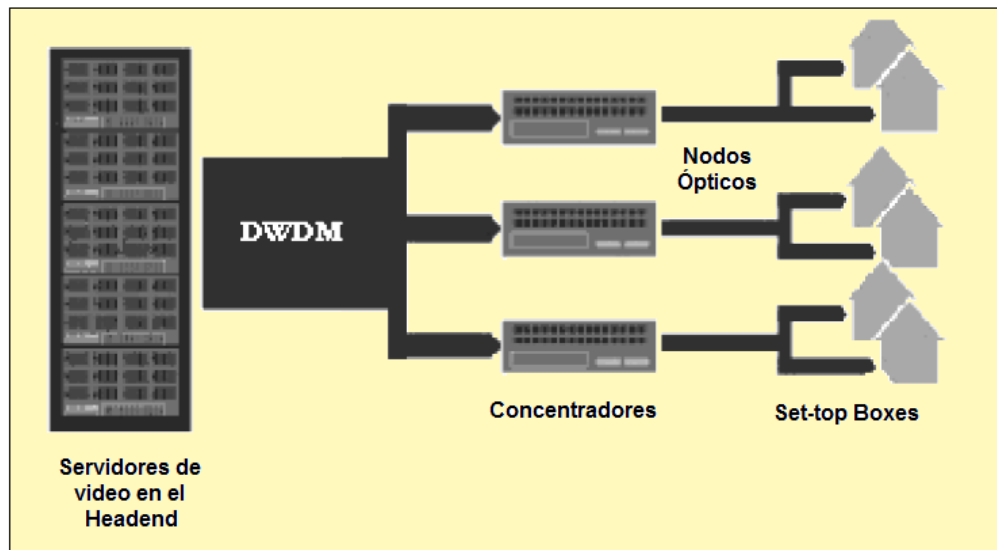 Nodos
Ópticos
DWDM
Concentradores
Set-top Boxes
Servidores de
video en el
Headend